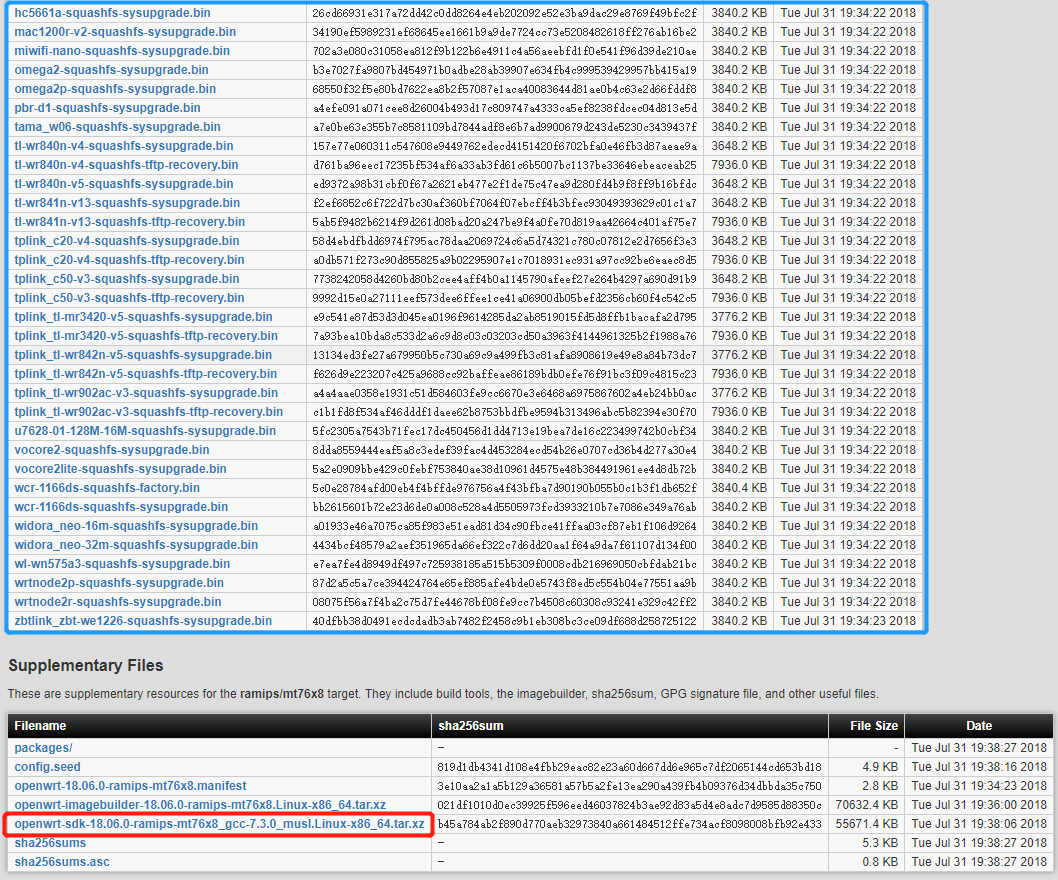 hc5661a-squashfs-sysupgrade.bin 26cd66931e317a72dd42c0dd8264e4eb202092e52e3ba9dac29e8769f49bfc2f 3840.2 KB Tue Jul 31 19:34:22 2018
mac1200r-v2-squashfs-sysupgrade.bin 34190ef5989231ef68645ee1661b9a9de7724cc73e5208482618ff276ab16be2 3840.2 KB Tue Jul 31 19:34:22 2018
miwifi-nano-squashfs-sysupgrade.bin 702a3e080c31058ea812f9b122b6e4911c4a56aeebfd1f0e541f96d39de210ae 3840.2 KB Tue Jul 31 19:34:22 2018
omega2-squashfs-sysupgrade.bin b3e7027fa9807bd454971b0adbe28ab39907e634fb4c999539429957bb415a19 3840.2 KB Tue Jul 31 19:34:22 2018
omega2p-squashfs-sysupgrade.bin 68550f32f5e80bd7622ea8b2f57087e1aca40083644d81ae0b4c63e2d66fddf8 3840.2 KB Tue Jul 31 19:34:22 2018
pbr-d1-squashfs-sysupgrade.bin a4efe091a071cee8d26004b493d17c809747a4333ca5ef8238fdcec04d813e5d 3840.2 KB Tue Jul 31 19:34:22 2018
tama_w06-squashfs-sysupgrade.bin a7e0be63e355b7c8581109bd7844adf8e6b7ad9900679d243de5230c3439437f 3840.2 KB Tue Jul 31 19:34:22 2018
tl-wr840n-v4-squashfs-sysupgrade.bin 157e77e060311c547608e9449762edecd4151420f6702bfa0e46fb3d87aeae9a 3648.2 KB Tue Jul 31 19:34:22 2018
tl-wr840n-v4-squashfs-tftp-recovery.bin d761ba96eec17235bf534af6a33ab3fd61c6b5007bc1137be33646ebeaceab25 7936.0 KB Tue Jul 31 19:34:22 2018
tl-wr840n-v5-squashfs-sysupgrade.bin ed9372a98b31cbf0f67a2621eb477e2f1de75c47ea9d280fd4b9f8ff9b16bfdc 3648.2 KB Tue Jul 31 19:34:22 2018
tl-wr841n-v13-squashfs-sysupgrade.bin f2ef6852c6f722d7bc30af360bf7064f07ebcff4b3bfec93049393629c01c1a7 3648.2 KB Tue Jul 31 19:34:22 2018
tl-wr841n-v13-squashfs-tftp-recovery.bin 5ab5f9482b6214f9d261d08bad20a247be9f4a0fe70d819aa42664c401af75e7 7936.0 KB Tue Jul 31 19:34:22 2018
tplink_c20-v4-squashfs-sysupgrade.bin 58d4ebdfbdd6974f795ac78daa2069724c6a5d74321c780c07812e2d7656f3e3 3648.2 KB Tue Jul 31 19:34:22 2018
tplink_c20-v4-squashfs-tftp-recovery.bin a0db571f273c90d855825a9b02295907e1c7018931ec931a97cc92be6eaec8d5 7936.0 KB Tue Jul 31 19:34:22 2018
tplink_c50-v3-squashfs-sysupgrade.bin 7738242058d4260bd80b2cee4aff4b0a1145790afeef27e264b4297a690d91b9 3648.2 KB Tue Jul 31 19:34:22 2018
tplink_c50-v3-squashfs-tftp-recovery.bin 9992d15e0a27111eef573dee6ffee1ce41a06900db05befd2356cb60f4c542c5 7936.0 KB Tue Jul 31 19:34:22 2018
tplink_tl-mr3420-v5-squashfs-sysupgrade.bin e9c541e87d53d3d045ea0196f9614285da2ab8519015fd5d8ffb1bacafa2d795 3776.2 KB Tue Jul 31 19:34:22 2018
tplink_tl-mr3420-v5-squashfs-tftp-recovery.bin 7a93bea10bda8c533d2a6c9d8c03c03203cd50a3963f4144961325b2f1988a76 7936.0 KB Tue Jul 31 19:34:22 2018
tplink_tl-wr842n-v5-squashfs-sysupgrade.bin 13134ed3fe27a679950b5c730a69c9a499fb3c81afa8908619e49e8a84b73dc7 3776.2 KB Tue Jul 31 19:34:22 2018
tplink_tl-wr842n-v5-squashfs-tftp-recovery.bin f626d9e223207c425a9688cc92baffeae86189bdb0efe76f91bc3f09c4815c23 7936.0 KB Tue Jul 31 19:34:22 2018
tplink_tl-wr902ac-v3-squashfs-sysupgrade.bin a4a4aae0358e1931c51d584603fe9cc6670e3e6468a6975867602a4eb24bb0ac 3776.2 KB Tue Jul 31 19:34:22 2018
tplink_tl-wr902ac-v3-squashfs-tftp-recovery.bin c1b1fd8f534af46dddf1daee62b8753bbdfbe9594b313496abc5b82394e30f70 7936.0 KB Tue Jul 31 19:34:22 2018
u7628-01-128M-16M-squashfs-sysupgrade.bin 5fc2305a7543b71fec17dc450456d1dd4713e19bea7de16c223499742b0cbf34 3840.2 KB Tue Jul 31 19:34:22 2018
vocore2-squashfs-sysupgrade.bin 8dda8559444eaf5a8c3edef39fac4d453284ecd54b26e0707cd36b4d277a30e4 3840.2 KB Tue Jul 31 19:34:22 2018
vocore2lite-squashfs-sysupgrade.bin 5a2e0909bbe429c0febf753840ae38d10961d4575e48b384491961ee4d8db72b 3840.2 KB Tue Jul 31 19:34:22 2018
wcr-1166ds-squashfs-factory.bin 5c0e28784afd00eb4f4bffde976756a4f43bfba7d90190b055b0c1b3f1db652f 3840.4 KB Tue Jul 31 19:34:22 2018
wcr-1166ds-squashfs-sysupgrade.bin bb2615601b72e23d6de0a008c528a4d5505973fcd3933210b7e7086e349a76ab 3840.2 KB Tue Jul 31 19:34:22 2018
widora_neo-16m-squashfs-sysupgrade.bin a01933e46a7075ca85f983e51ead81d34c90fbce41ffaa03cf87eb1f106d9264 3840.2 KB Tue Jul 31 19:34:22 2018
widora_neo-32m-squashfs-sysupgrade.bin 4434bcf48579a2aef351965da66ef322c7d6dd20aa1f64a9da7f61107d134f00 3840.2 KB Tue Jul 31 19:34:22 2018
wl-wn575a3-squashfs-sysupgrade.bin e7ea7fe4d8949df497c725938185a515b5309f0008cdb216969050cbfdab21bc 3840.2 KB Tue Jul 31 19:34:22 2018
wrtnode2p-squashfs-sysupgrade.bin 87d2a5c5a7ce394424764e65ef885afe4bde0e5743f8ed5c554b04e77551aa9b 3840.2 KB Tue Jul 31 19:34:22 2018
wrtnode2r-squashfs-sysupgrade.bin 08075f56a7f4ba2c75d7fe44678bf08fe9cc7b4508c60308c93241e329c42ff2 3840.2 KB Tue Jul 31 19:34:22 2018
zbtlink_zbt-we1226-squashfs-sysupgrade.bin 40dfbb38d0491ecdcdadb3ab7482f2458c9b1eb308bc3ce09df688d258725122 3840.2 KB Tue Jul 31 19:34:23 2018
Supplementary Files
These are supplementary resources for the ramips/mt76x8 target. They include build tools, the imagebuilder, sha256sum, GPG signature file, and other useful files.
Filename sha256sum File Size Date
packages/ – - Tue Jul 31 19:38:27 2018
config.seed 819d1db4341d108e4fbb29eac82e23a60d667dd6e965c7df2065144cd653bd18 4.9 KB Tue Jul 31 19:38:16 2018
openwrt-18.06.0-ramips-mt76x8.manifest 3e10aa2a1a5b129a36581a57b5a2fe13ea290a439fb4b09376d34dbbda35c750 2.8 KB Tue Jul 31 19:34:23 2018
openwrt-imagebuilder-18.06.0-ramips-mt76x8.Linux-x86_64.tar.xz 021df1010d0ec39925f596eed46037824b3ae92d83a5d4e8adc7d9585d88350c 70632.4 KB Tue Jul 31 19:36:00 2018
openwrt-sdk-18.06.0-ramips-mt76x8_gcc-7.3.0_musl.Linux-x86_64.tar.xz b45a784ab2f890d770aeb32973840a661484512ffe734acf8098008bfb92e433 55671.4 KB Tue Jul 31 19:38:06 2018
sha256sums – 5.3 KB Tue Jul 31 19:38:27 2018
sha256sums.asc – 0.8 KB Tue Jul 31 19:38:27 2018